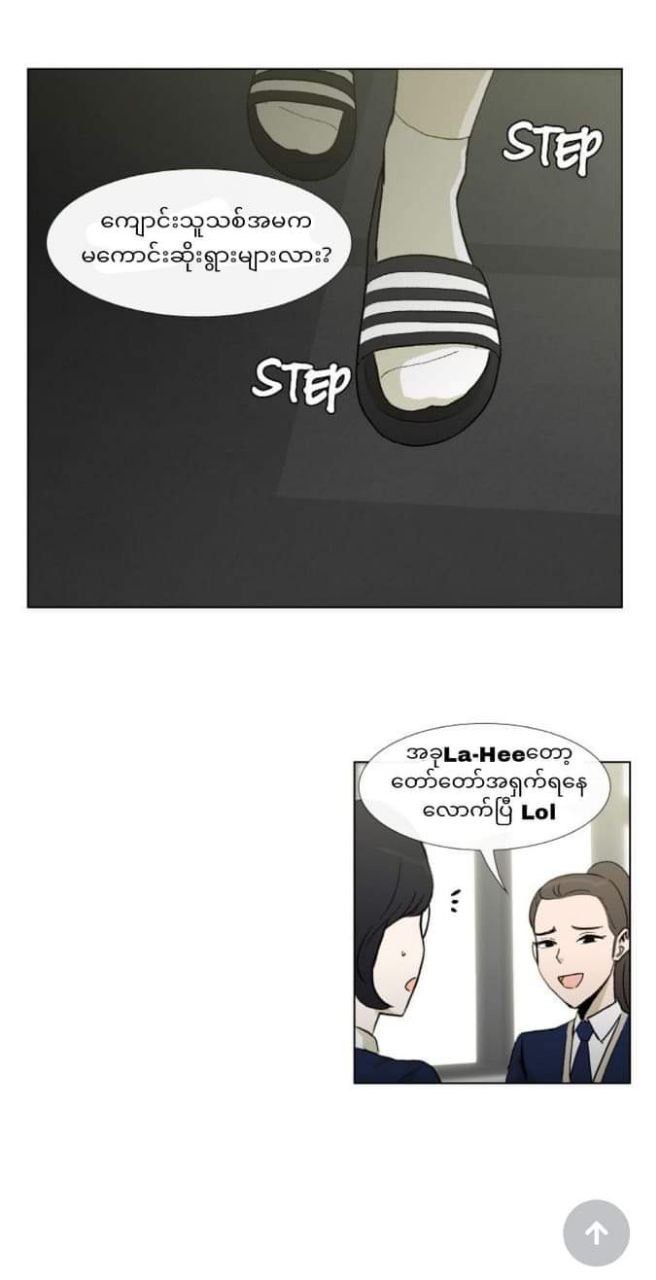 STEP
ကျောင်းသူသစ်အမက
မကောင်းဆိုးရွားများလား?
STEP
အခုLa-Heeတော့
တော်တော်အရှက်ရနေ
လောက်ပြီ Lol